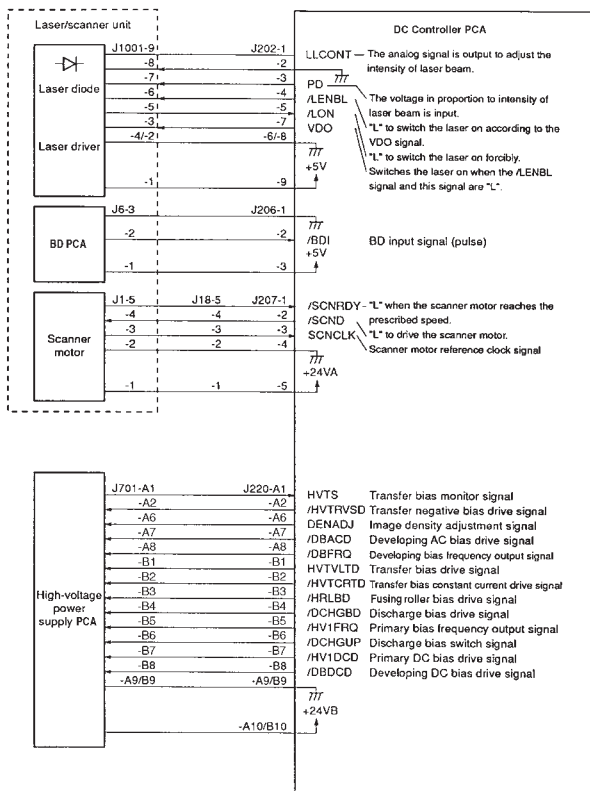 Laser/scanner unit
DC Controller PCA
J1001-9 J202-1 LLCONT — The analog signal is output to adjust the
-8 -2 intensity of laser beam.
-7 -3 PD
Laser diode
-6 -4 /LENBL The voltage in proportion to intensity of
-5 -5 /LON laser beam is input.
-3 -7 VDO "L" to switch the laser on according to the
Laser driver -4/-2 -6/-8 VDO signal.
"L" to switch the laser on forcibly.
+5V Switches the laser on when the /LENBL
-1 -9 signal and this signal are "L".
J6-3 J206-1
BD PCA -2 -2 /BDI BD input signal (pulse)
+5V
-1 -3
J1-5 J18-5 J207-1 /SCNRDY "L" when the scanner motor reaches the
-4 -4 -2 /SCND prescribed speed.
-3 -3 -3 SCNCLK "L" to drive the scanner motor.
Scanner motor -2 -2 -4 Scanner motor reference clock signal
+24VA
-1 -1 -5
J701-A1 J220-A1 HVTS Transfer bias monitor signal
-A2 -A2 /HVTRVSD Transfer negative bias drive signal
-A6 -A6 DENADJ Image density adjustment signal
-A7 -A7 /DBACD Developing AC bias drive signal
-A8 -A8 /DBFRQ Developing bias frequency output signal
-B1 -B1 HVTVLTD Transfer bias drive signal
-B2 -B2 /HVTCRTD Transfer bias constant current drive signal
High-voltage -B3 -B3 /HRLBD Fusing roller bias drive signal
power -B4 -B4 /DCHGBD Discharge bias drive signal
supply PCA -B5 -B5 /HV1FRQ Primary bias frequency output signal
-B6 -B6 /DCHGUP Discharge bias switch signal
-B7 -B7 /HV1DCD Primary DC bias drive signal
-B8 -B8 /DBDCD Developing DC bias drive signal
-A9/B9 -A9/B9
+24VB
-A10/B10